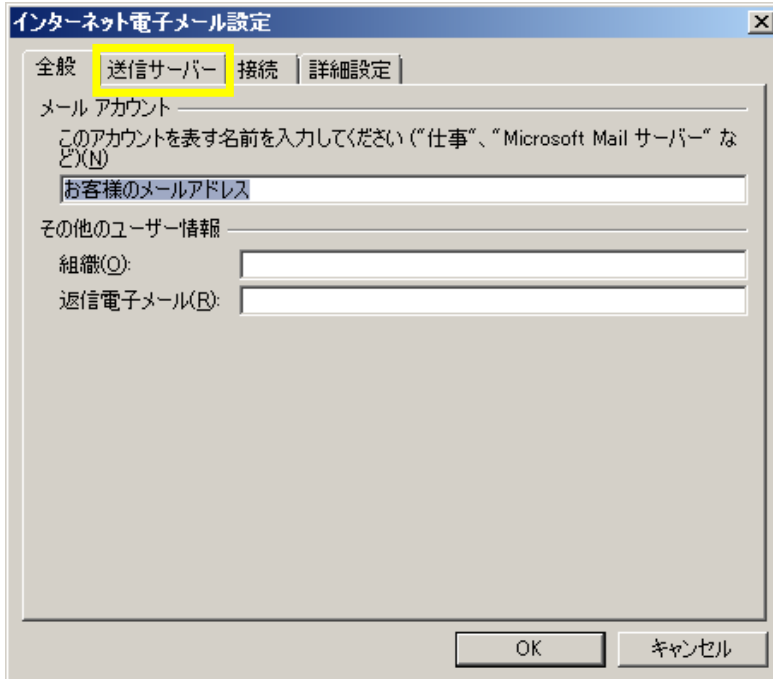 インターネット電子メール設定
全般 送信サーバー 接続 詳細設定
メール アカウント
このアカウントを表す名前を入力してください ("仕事"、"Microsoft Mail サーバー" な
ど)(N)
お客様のメールアドレス
その他のユーザー情報
組織(O):
返信電子メール(R):
OK キャンセル